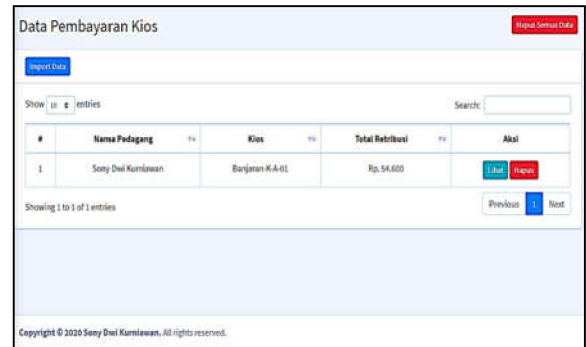 Data Pembayaran Kios
Hapus Semua Data
Import Data
Show 10 entries
Search:
# Nama Pedagang Kios Total Retribusi Aksi
1 Sony Dwi Kurniawan Banjaran-K-A-01 Rp. 54.600 Lihat Hapus
Showing 1 to 1 of 1 entries
Previous 1 Next
Copyright © 2020 Sony Dwi Kurniawan. All rights reserved.